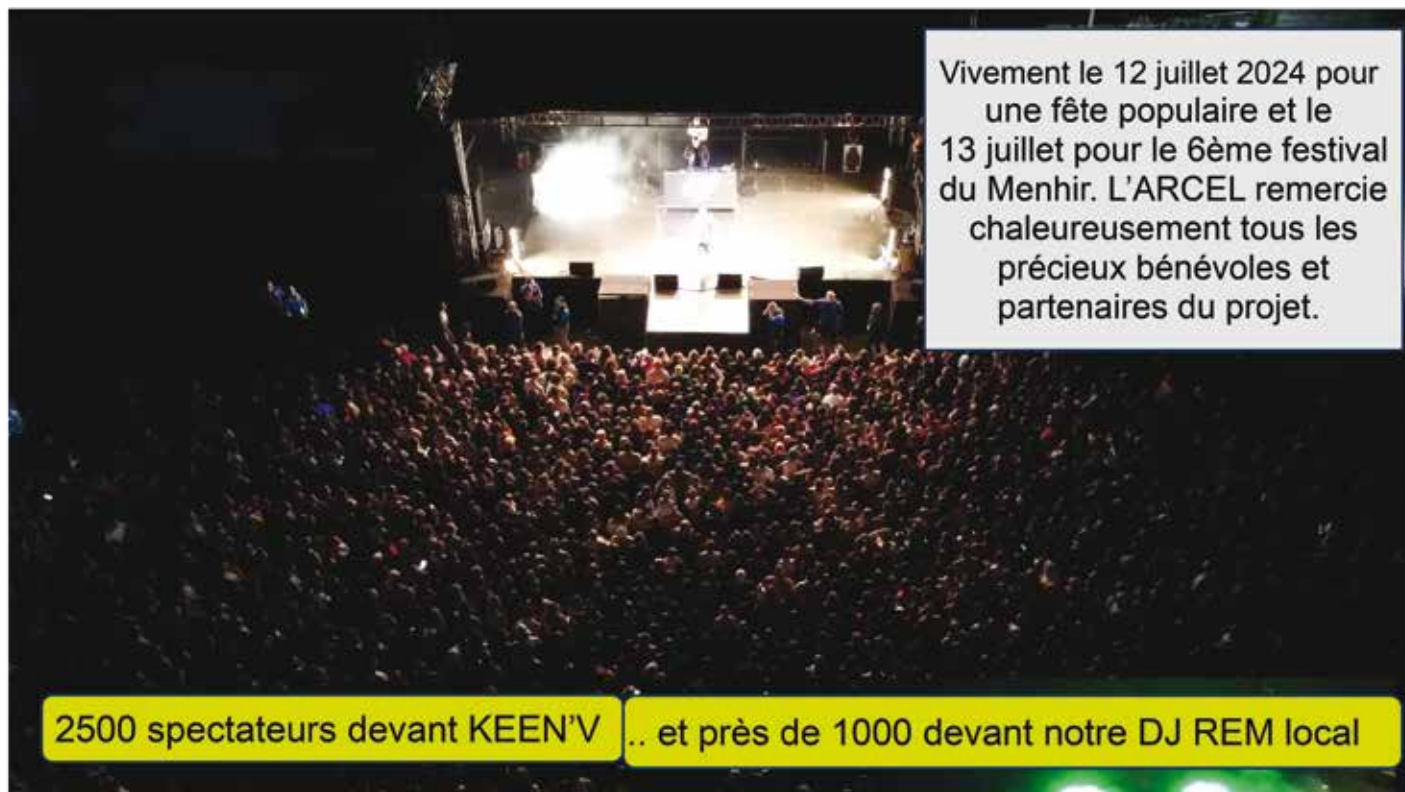 Vivement le 12 juillet 2024 pour
une fête populaire et le
13 juillet pour le 6ème festival
du Menhir. L'ARCEL remercie
chaleureusement tous les
précieux bénévoles et
partenaires du projet.
2500 spectateurs devant KEEN'V
.. et près de 1000 devant notre DJ REM local